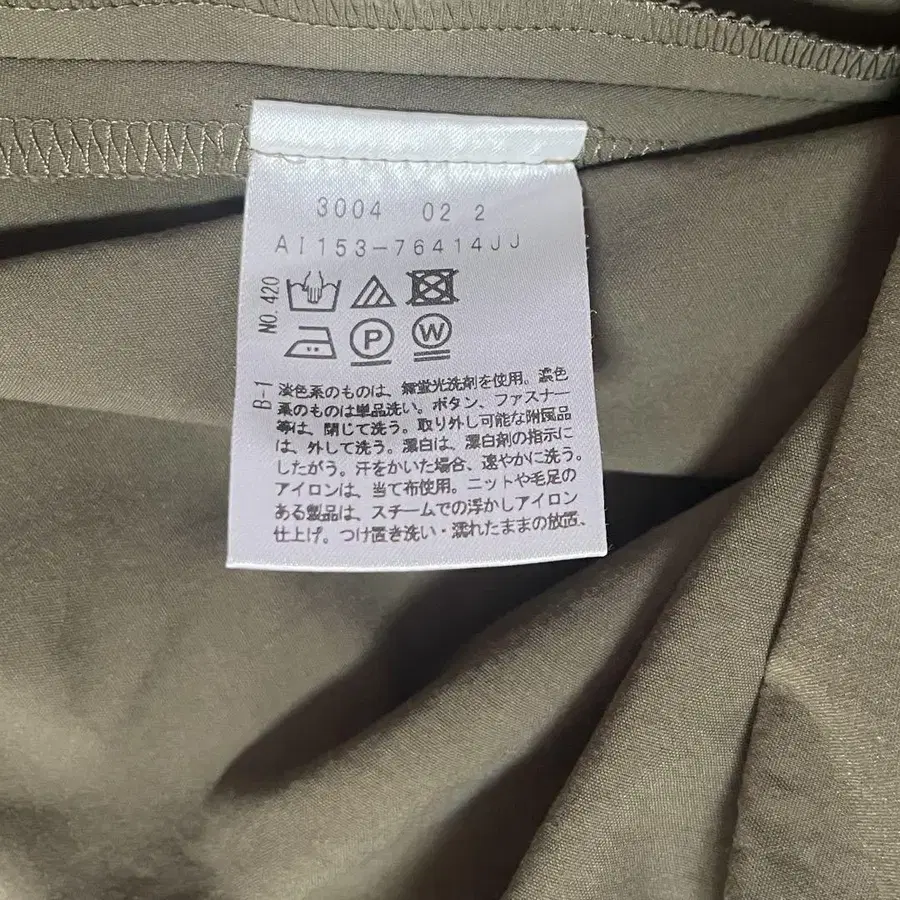 3004 02 2
AI153-76414JJ
NO.420
P W
B-1
淡色系のものは、無蛍光洗剤を使用。濃色
系のものは単品洗い。ボタン、ファスナー
等は、閉じて洗う。取り外し可能な附属品
は、外して洗う。漂白は、漂白剤の指示に
したがう。汗をかいた場合、速やかに洗う。
アイロンは、当て布使用。ニットや毛足の
ある製品は、スチームでの浮かしアイロン
仕上げ。つけ置き洗い・濡れたままの放置、